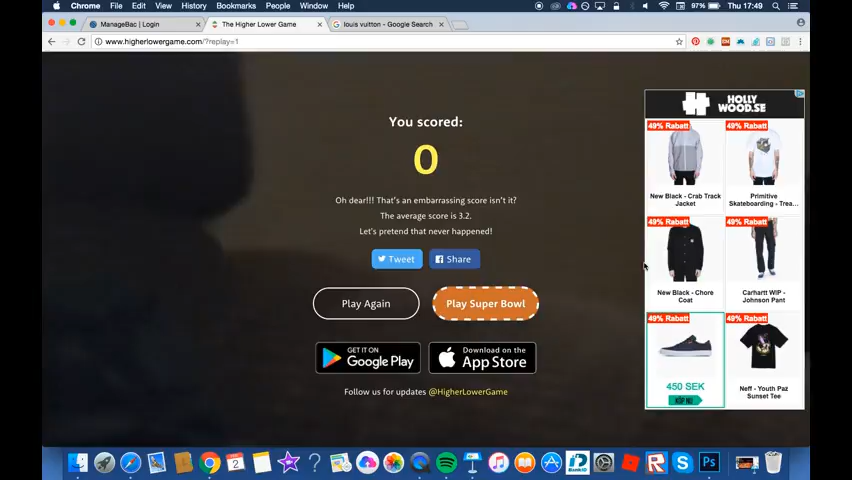 Chrome File Edit View History Bookmarks People Window Help
97% Thu 17:49
ManageBac | Login
The Higher Lower Game
louis vuitton - Google Search
www.higherlowergame.com/?replay=1
You scored:
0
Oh dear!!! That's an embarrassing score isn't it?
The average score is 3.2.
Let's pretend that never happened!
Tweet
Share
Play Again
Play Super Bowl
GET IT ON
Google Play
Download on the
App Store
Follow us for updates @HigherLowerGame
HOLLY
WOOD.SE
49% Rabatt
49% Rabatt
New Black - Crab Track
Jacket
Primitive
Skateboarding - Trea...
49% Rabatt
49% Rabatt
New Black - Chore
Coat
Carhartt WIP -
Johnson Pant
49% Rabatt
49% Rabatt
450 SEK
KÖP NU
Neff - Youth Paz
Sunset Tee
2
BankID